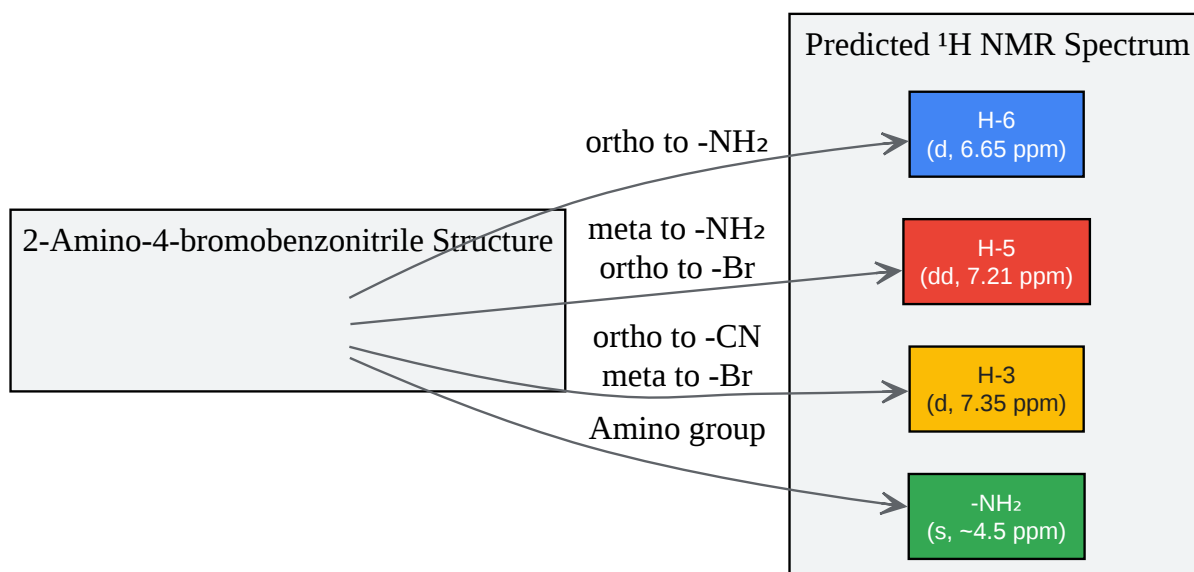 Predicted ¹H NMR Spectrum
H-6
(d, 6.65 ppm)
ortho to -NH₂
2-Amino-4-bromobenzonitrile Structure
meta to -NH₂
ortho to -Br
H-5
(dd, 7.21 ppm)
ortho to -CN
meta to -Br
H-3
(d, 7.35 ppm)
Amino group
-NH₂
(s, ~4.5 ppm)